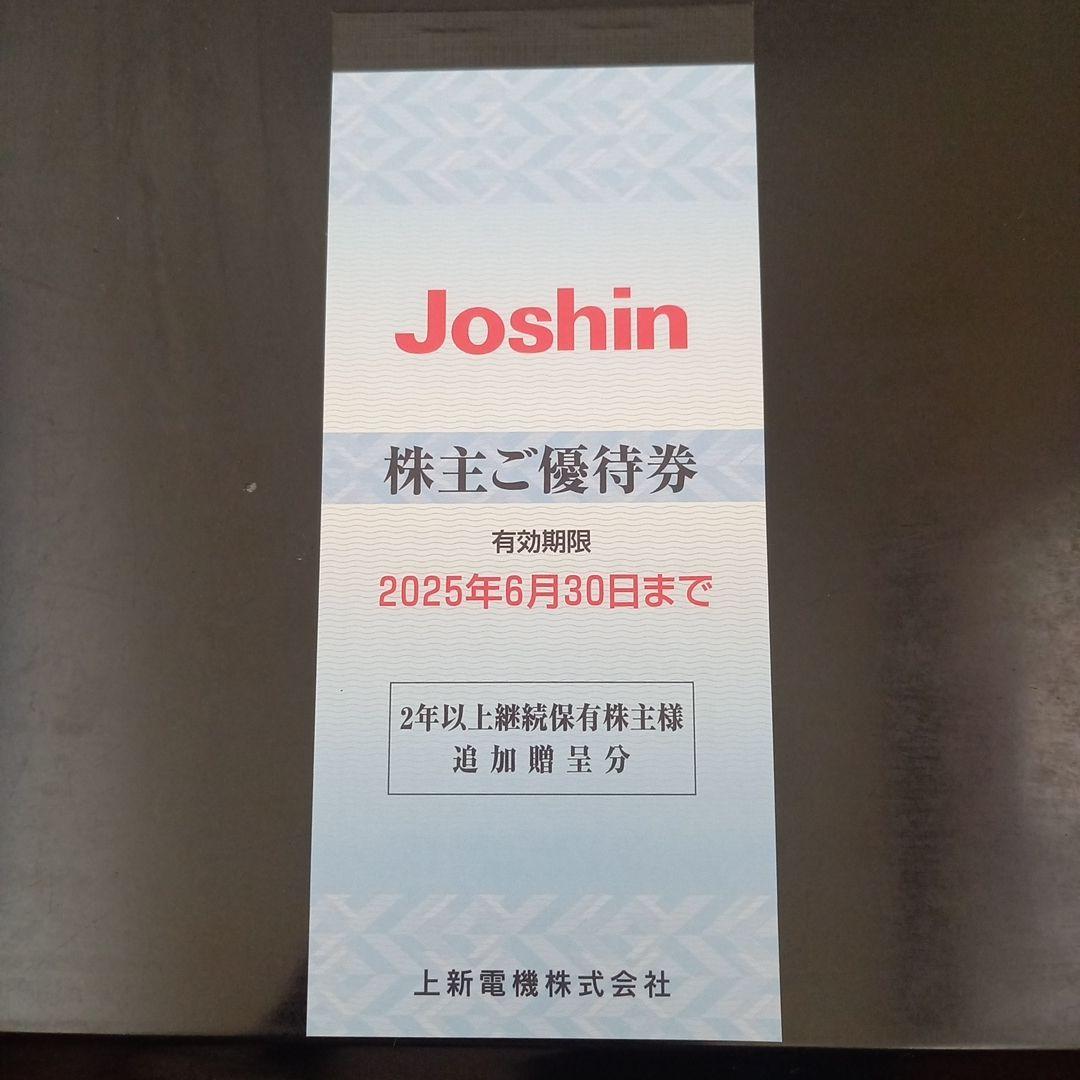 Joshin
株主ご優待券
有効期限
2025年6月30日まで
2年以上継続保有株主様
追加贈呈分
上新電機株式会社